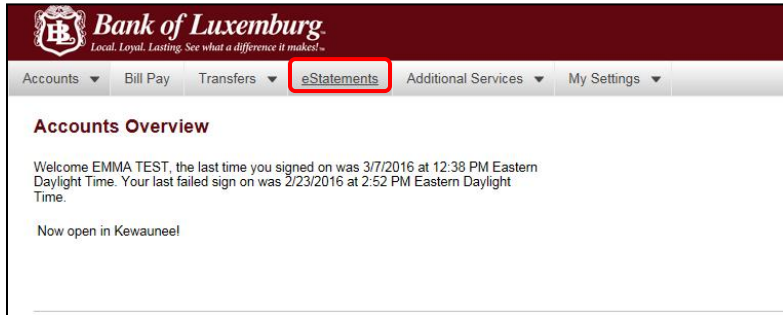 BL
Bank of Luxemburg
Local. Loyal. Lasting. See what a difference it makes!™
Accounts Bill Pay Transfers eStatements Additional Services My Settings
Accounts Overview
Welcome EMMA TEST, the last time you signed on was 3/7/2016 at 12:38 PM Eastern
Daylight Time. Your last failed sign on was 2/23/2016 at 2:52 PM Eastern Daylight
Time.
Now open in Kewaunee!